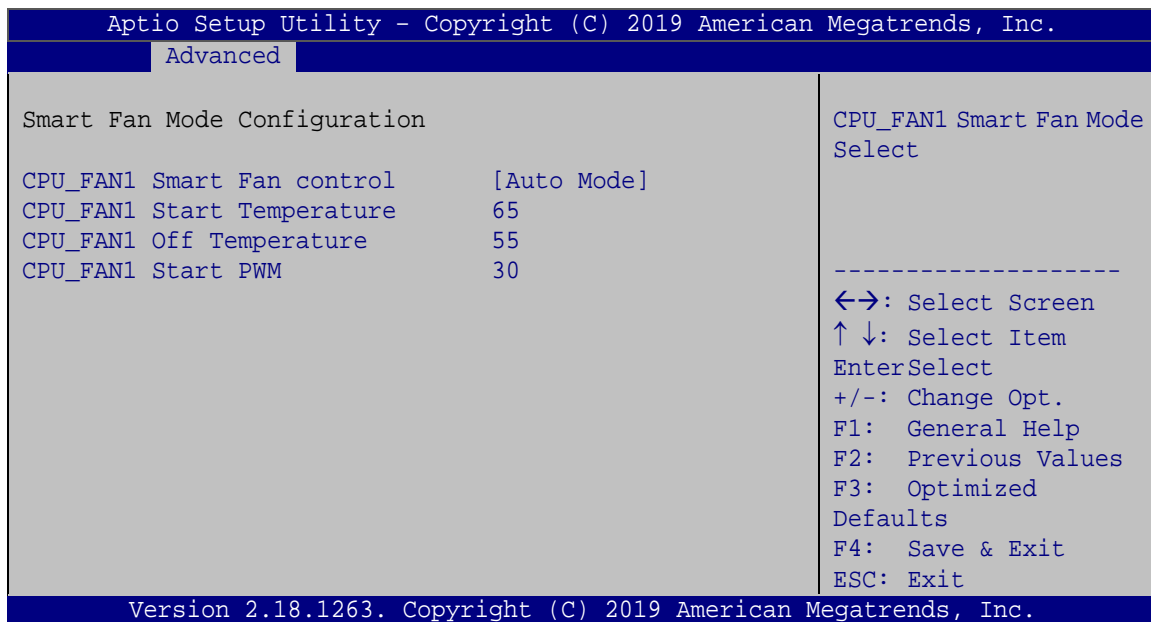 Aptio Setup Utility – Copyright (C) 2019 American Megatrends, Inc.
Advanced
Smart Fan Mode Configuration
CPU_FAN1 Smart Fan control [Auto Mode]
CPU_FAN1 Start Temperature 65
CPU_FAN1 Off Temperature 55
CPU_FAN1 Start PWM 30
CPU_FAN1 Smart Fan Mode
Select
--------------------
←→: Select Screen
↑ ↓: Select Item
EnterSelect
+/-: Change Opt.
F1: General Help
F2: Previous Values
F3: Optimized
Defaults
F4: Save & Exit
ESC: Exit
Version 2.18.1263. Copyright (C) 2019 American Megatrends, Inc.